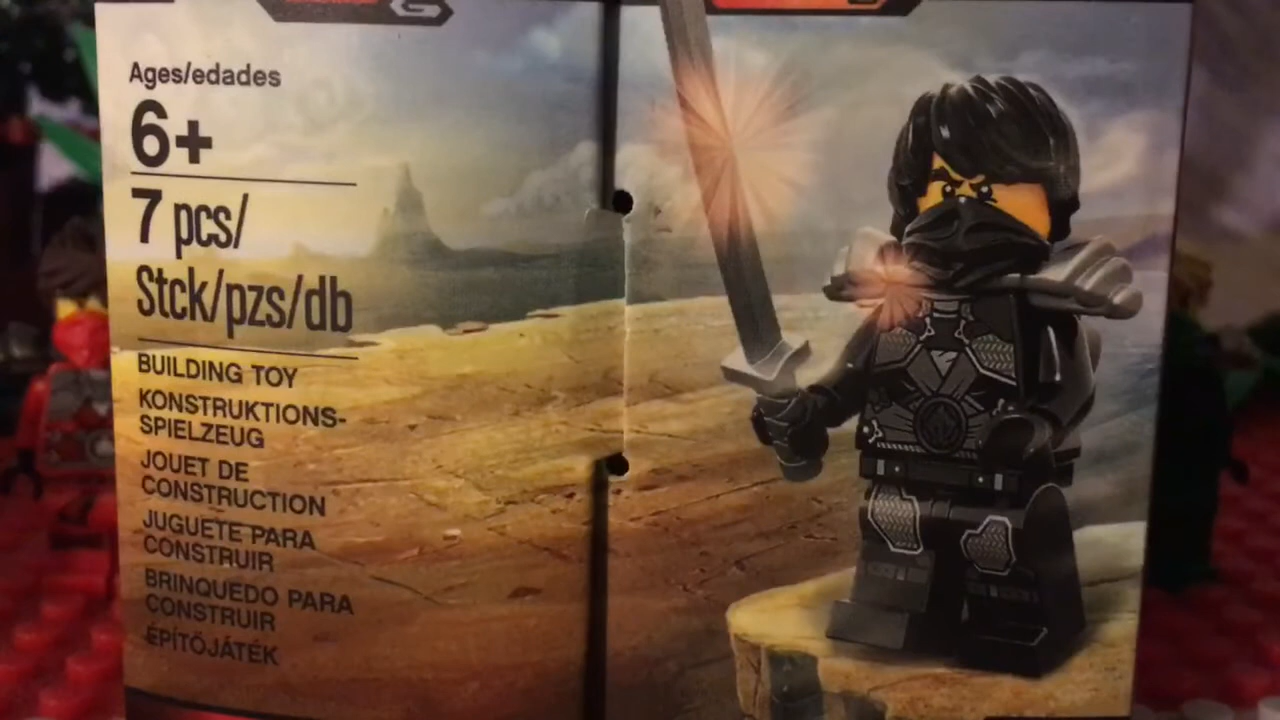 Ages/edades
6+
7 pcs/
Stck/pzs/db
BUILDING TOY
KONSTRUKTIONS-
SPIELZEUG
JOUET DE
CONSTRUCTION
JUGUETE PARA
CONSTRUIR
BRINQUEDO PARA
CONSTRUIR
ÉPÍTŐJÁTÉK